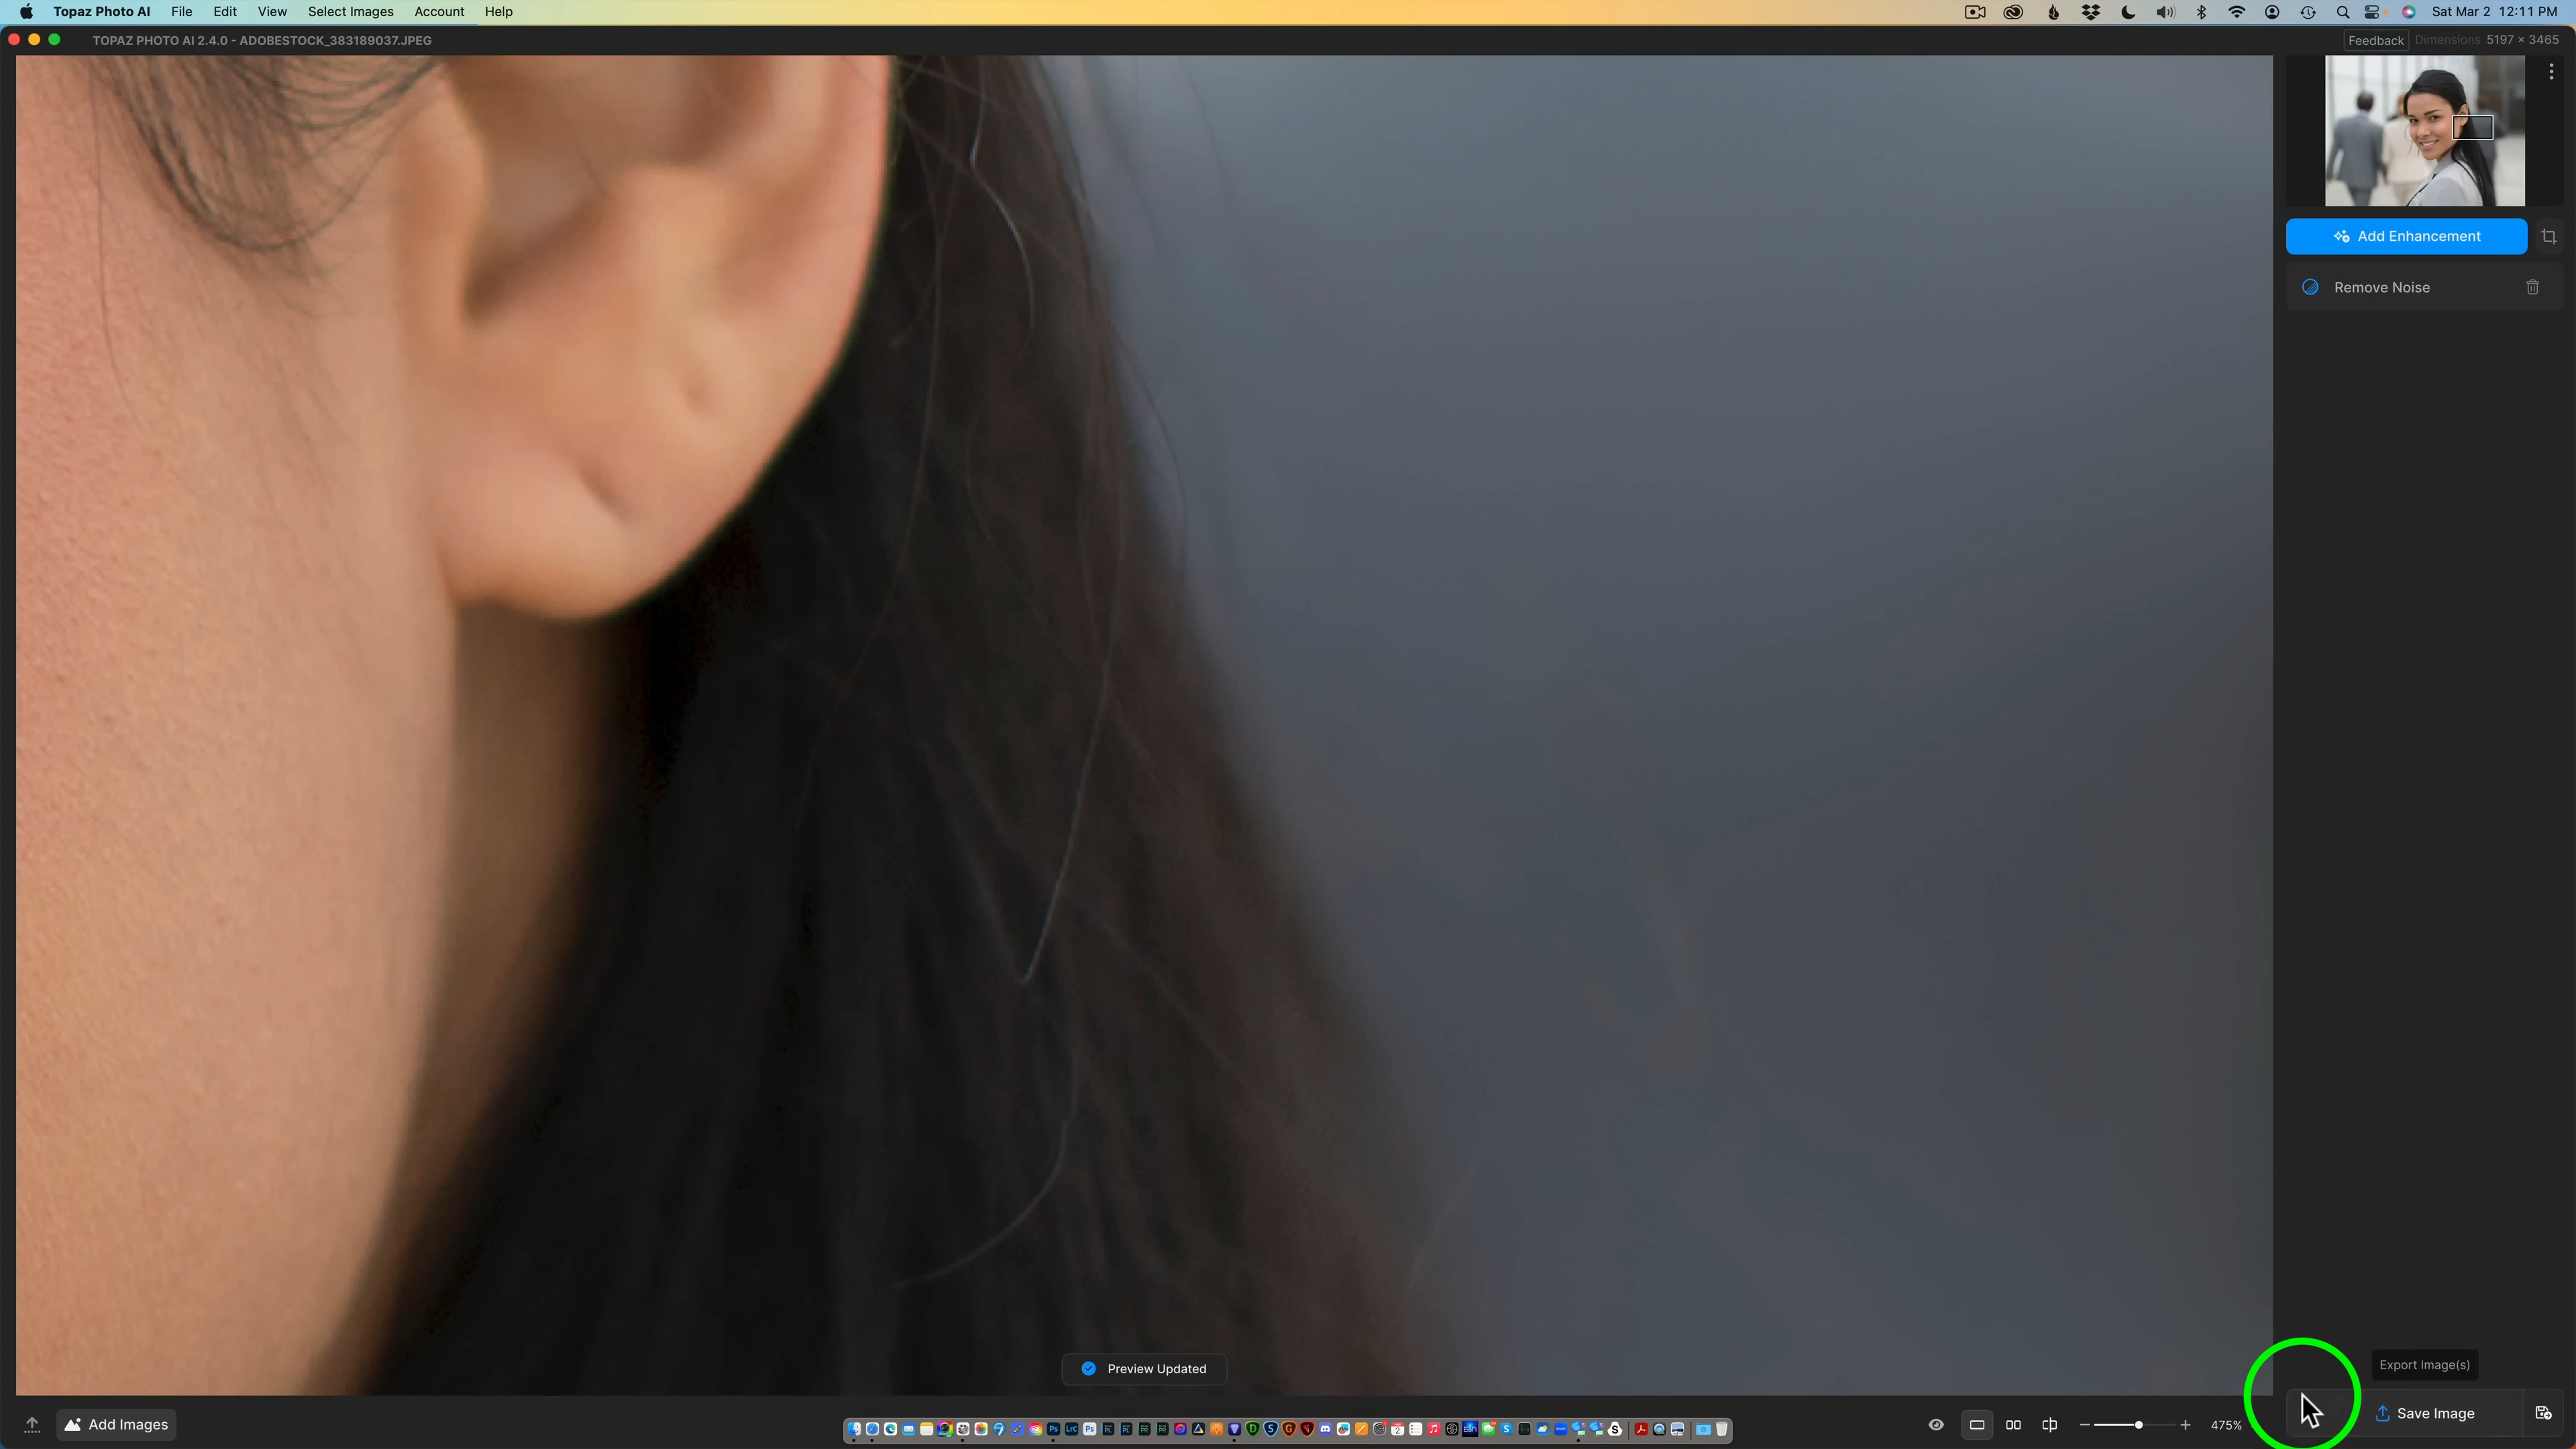 Topaz Photo AI File Edit View Select Images Account Help Sat Mar 2 12:11 PM
TOPAZ PHOTO AI 2.4.0 - ADOBESTOCK_383189037.JPEG Feedback Dimensions 5197 × 3465
Add Enhancement
Remove Noise
Preview Updated
Export Image(s)
Add Images
475%
Save Image